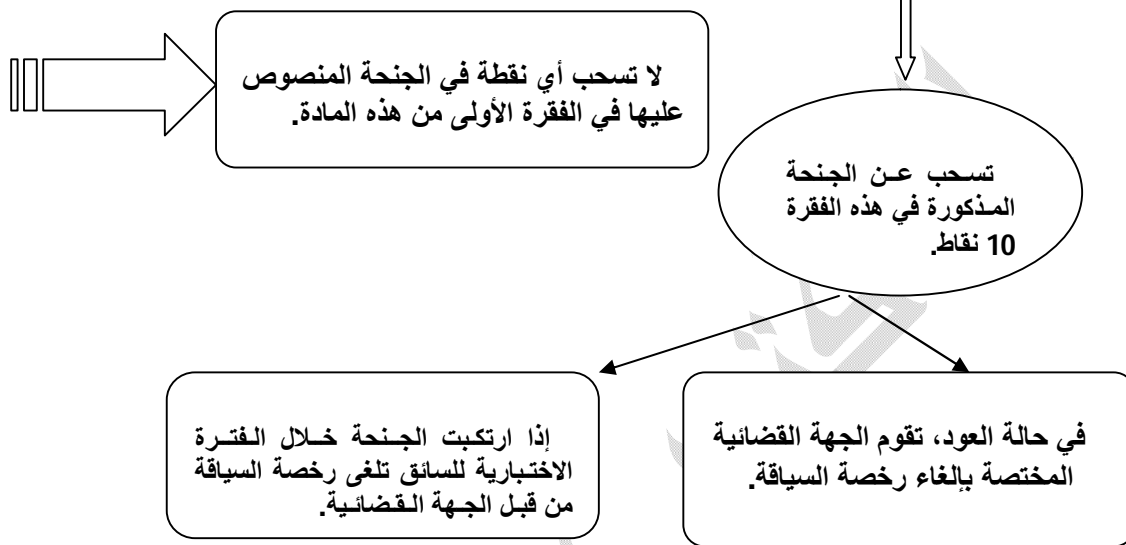 لا تسحب أي نقطة في الجنحة المنصوص
عليها في الفقرة الأولى من هذه المادة.
تسحب عن الجنحة
المذكورة في هذه الفقرة
10 نقاط.
في حالة العود، تقوم الجهة القضائية
المختصة بإلغاء رخصة السياقة.
إذا ارتكبت الجنحة خلال الفترة
الاختبارية للسائق تلغى رخصة السياقة
من قبل الجهة القضائية.